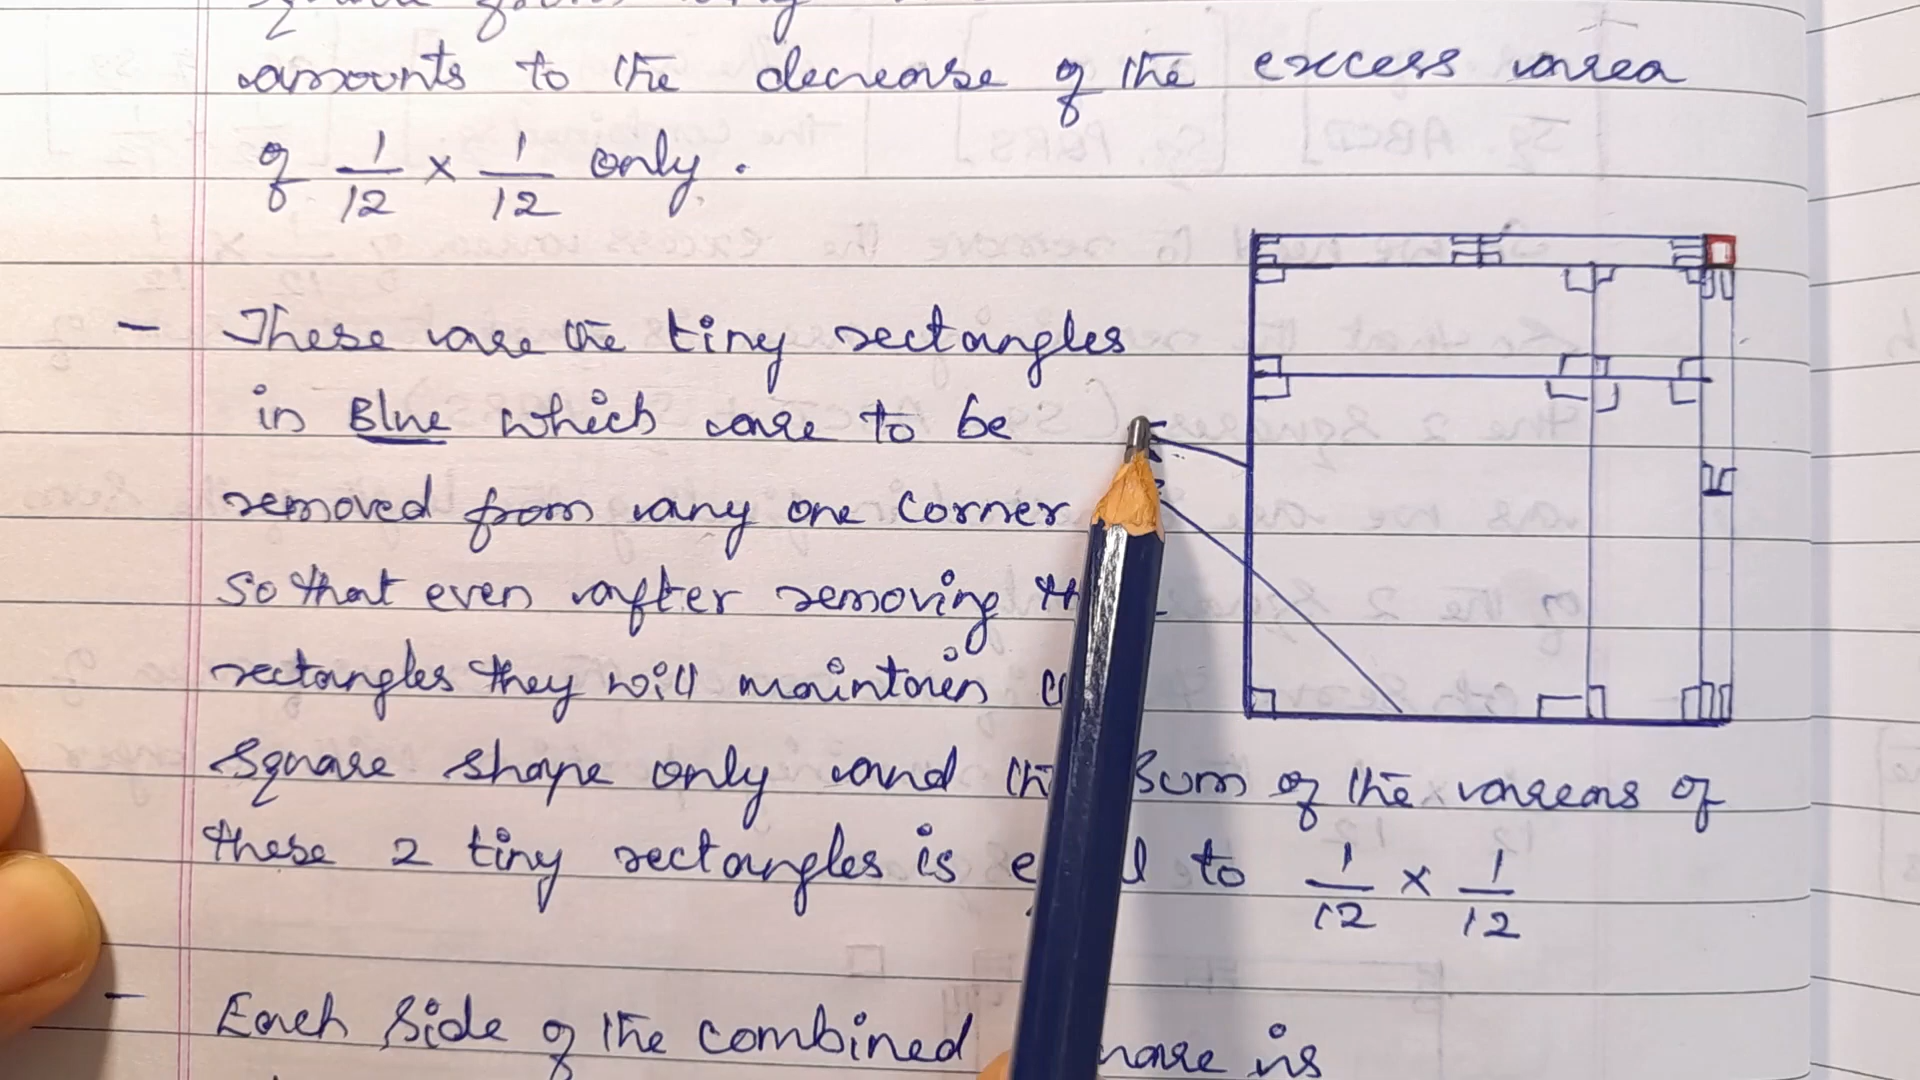 amounts to the decrease of the excess area
of 1/12 × 1/12 only.
- These are the tiny rectangles
in Blue which are to be
removed from any one corner
so that even after removing
rectangles they will maintain
square shape only and sum of the areas of
these 2 tiny rectangles is to 1/12 × 1/12
- Each side of the combined is